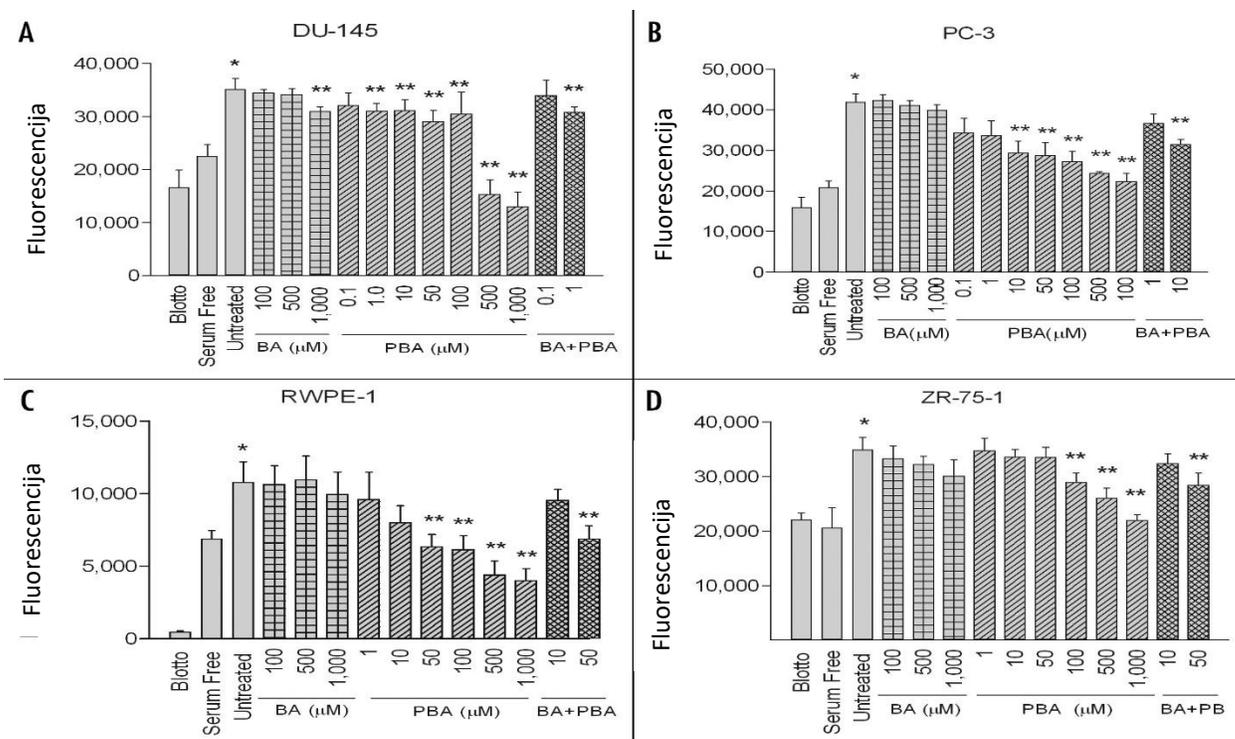 A
DU-145
Fluorescencija
40,000
30,000
20,000
10,000
0
* ** ** ** ** ** ** ** **
Blotto Serum Free Untreated 100 500 1,000 0.1 1.0 10 50 100 500 1,000 0.1 1
BA (μM) PBA (μM) BA+PBA
B
PC-3
Fluorescencija
50,000
40,000
30,000
20,000
10,000
0
* ** ** ** ** ** **
Blotto Serum Free Untreated 100 500 1,000 0.1 1 10 50 100 500 100 1 10
BA(μM) PBA(μM) BA+PBA
C
RWPE-1
Fluorescencija
15,000
10,000
5,000
0
* ** ** ** ** **
Blotto Serum Free Untreated 100 500 1,000 1 10 50 100 500 1,000 10 50
BA (μM) PBA (μM) BA+PBA
D
ZR-75-1
Fluorescencija
40,000
30,000
20,000
10,000
* ** ** ** **
Blotto Serum Free Untreated 100 500 1,000 1 10 50 100 500 1,000 10 50
BA (μM) PBA (μM) BA+PB